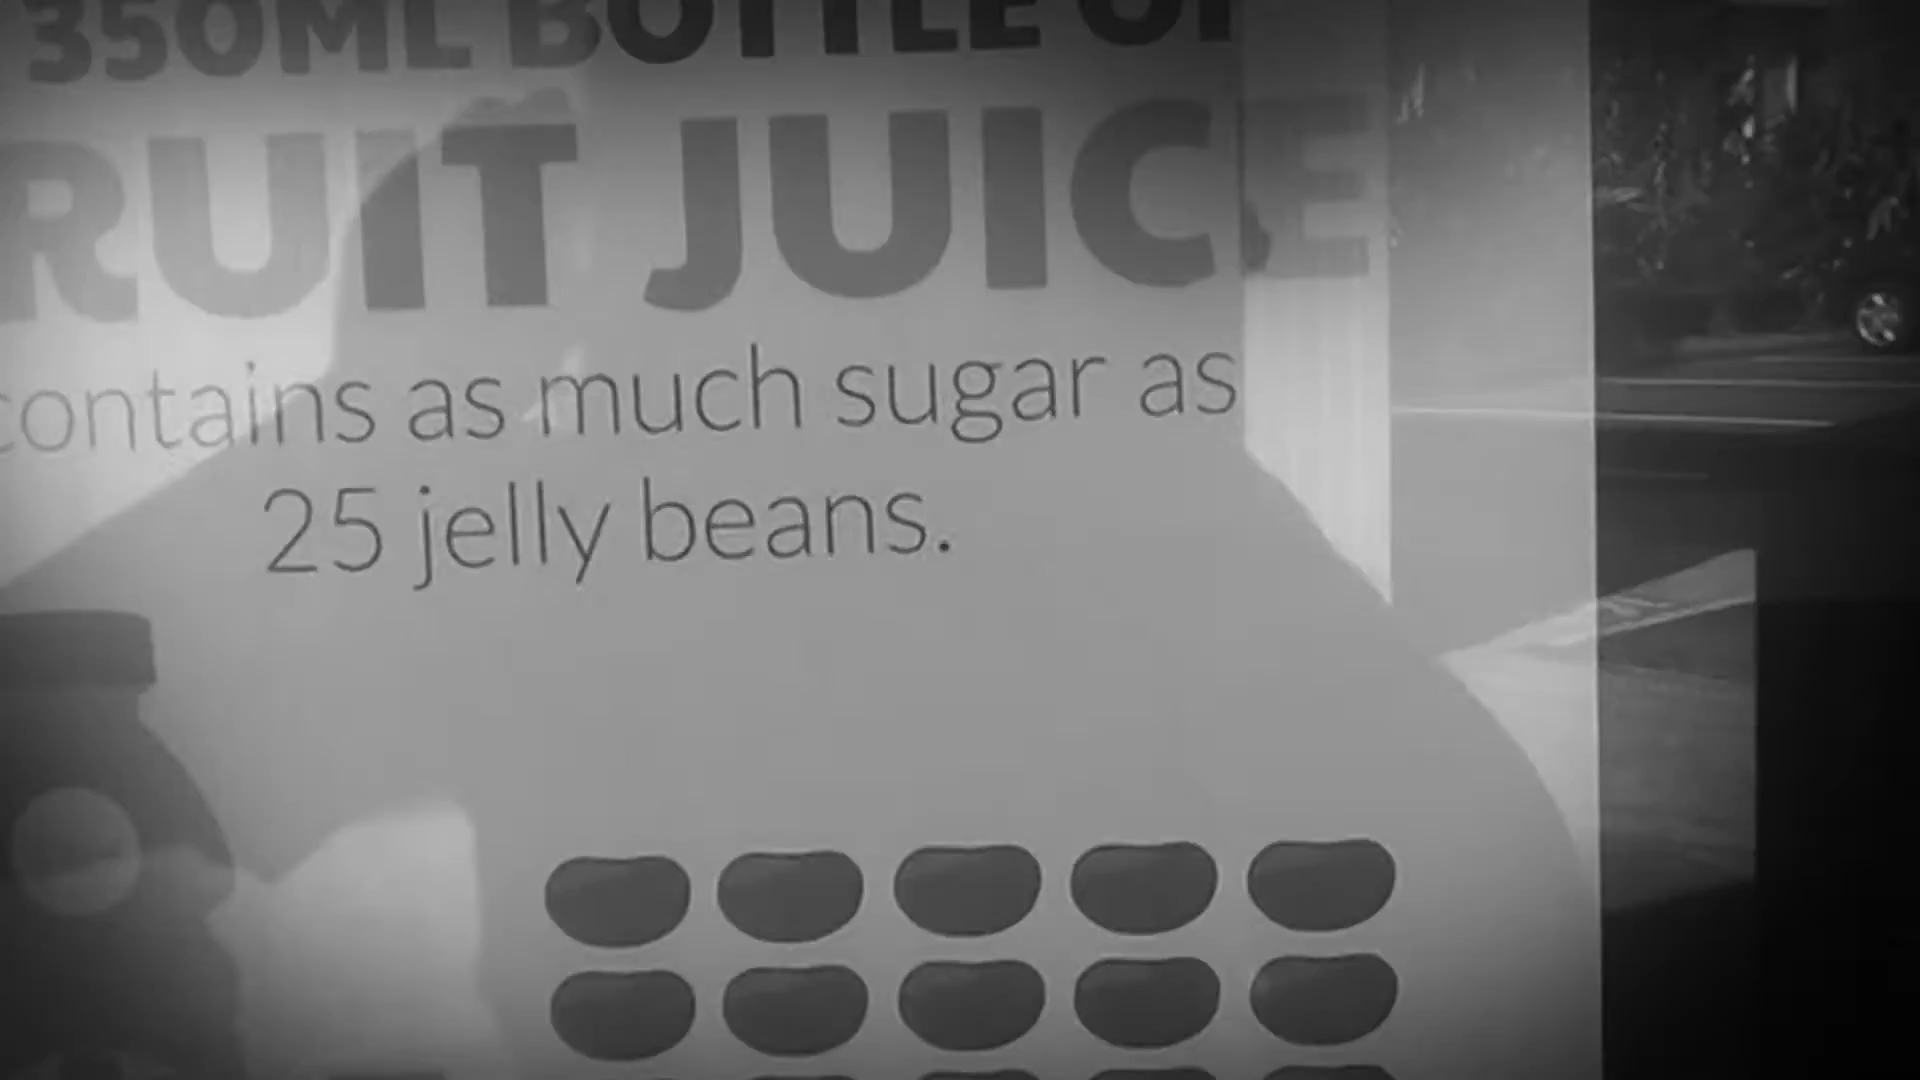 350ML BOTTLE OF
RUIT JUICE
contains as much sugar as
25 jelly beans.